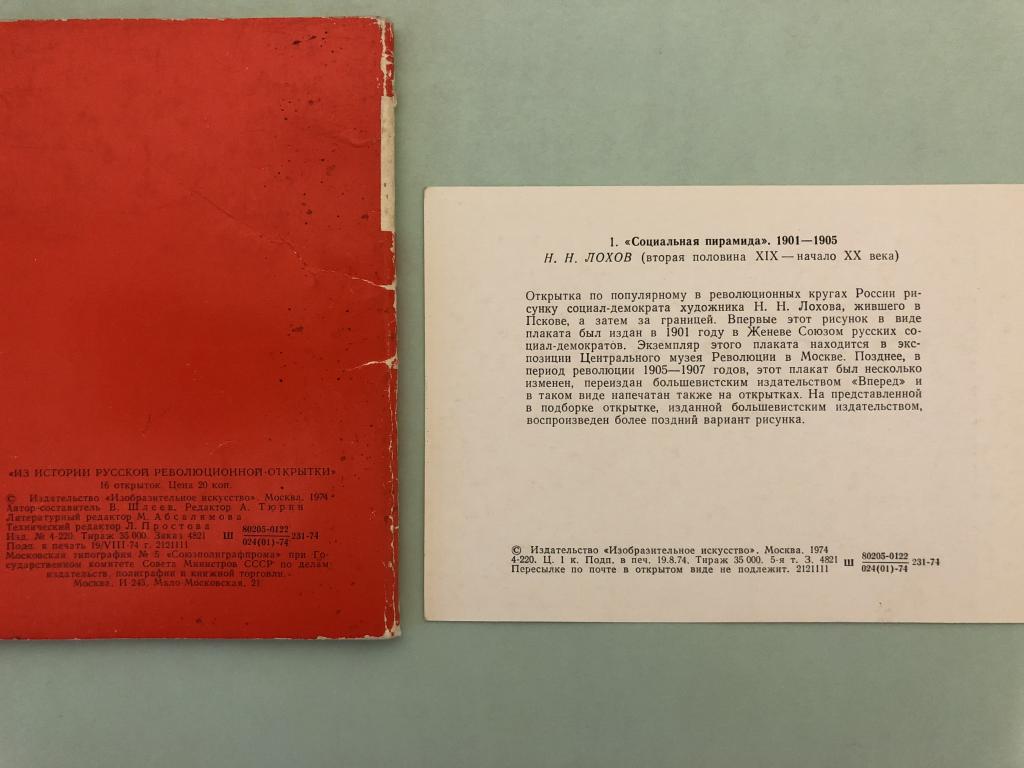 «ИЗ ИСТОРИИ РУССКОЙ РЕВОЛЮЦИОННОЙ ОТКРЫТКИ»
16 открыток. Цена 20 коп.
© Издательство «Изобразительное искусство». Москва. 1974
Автор-составитель В. Шлеев. Редактор А. Тюрин
Литературный редактор М. Абсалямова
Технический редактор Л. Простова
Изд. № 4-220. Тираж 35 000. Заказ 4821 Ш 80205-0122/024(01)-74 231-74
Подп. в печать 19/VIII-74 г. 2121111
Московская типография № 5 «Союзполиграфпрома» при Го-
сударственном комитете Совета Министров СССР по делам
издательств, полиграфии и книжной торговли.
Москва, И-243, Мало-Московская, 21
1. «Социальная пирамида». 1901—1905
Н. Н. ЛОХОВ (вторая половина XIX — начало XX века)
Открытка по популярному в революционных кругах России ри-
сунку социал-демократа художника Н. Н. Лохова, жившего в
Пскове, а затем за границей. Впервые этот рисунок в виде
плаката был издан в 1901 году в Женеве Союзом русских со-
циал-демократов. Экземпляр этого плаката находится в экс-
позиции Центрального музея Революции в Москве. Позднее, в
период революции 1905—1907 годов, этот плакат был несколько
изменен, переиздан большевистским издательством «Вперед» и
в таком виде напечатан также на открытках. На представленной
в подборке открытке, изданной большевистским издательством,
воспроизведен более поздний вариант рисунка.
© Издательство «Изобразительное искусство». Москва. 1974
4-220. Ц. 1 к. Подп. в печ. 19.8.74. Тираж 35 000. 5-я т. З. 4821 Ш 80205-0122/024(01)-74 231-74
Пересылке по почте в открытом виде не подлежит. 2121111